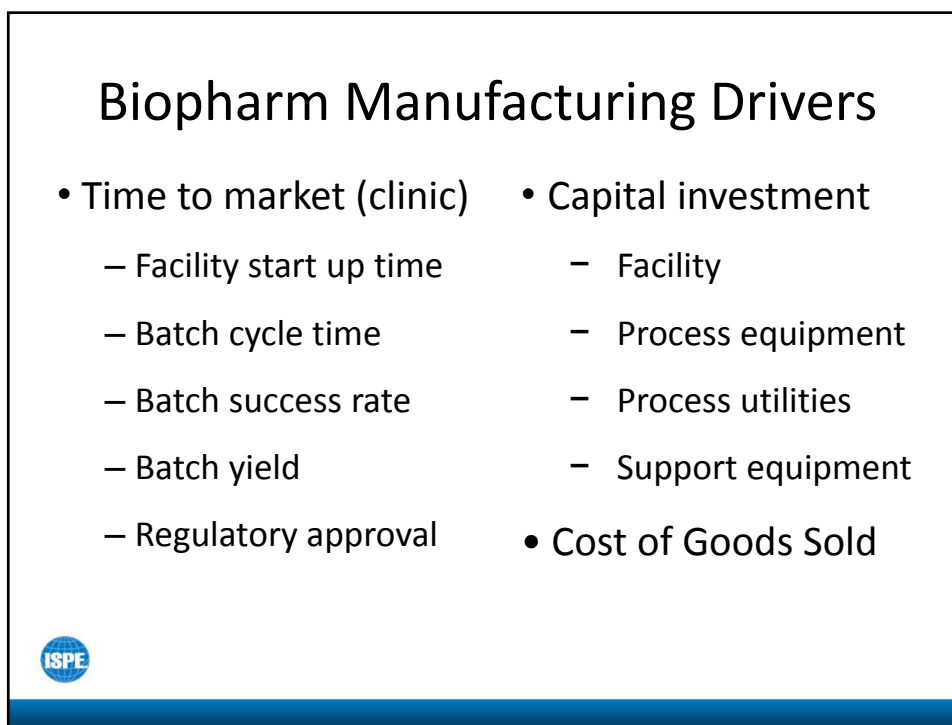 Biopharm Manufacturing Drivers
• Time to market (clinic)
– Facility start up time
– Batch cycle time
– Batch success rate
– Batch yield
– Regulatory approval
• Capital investment
− Facility
− Process equipment
− Process utilities
− Support equipment
• Cost of Goods Sold
ISPE